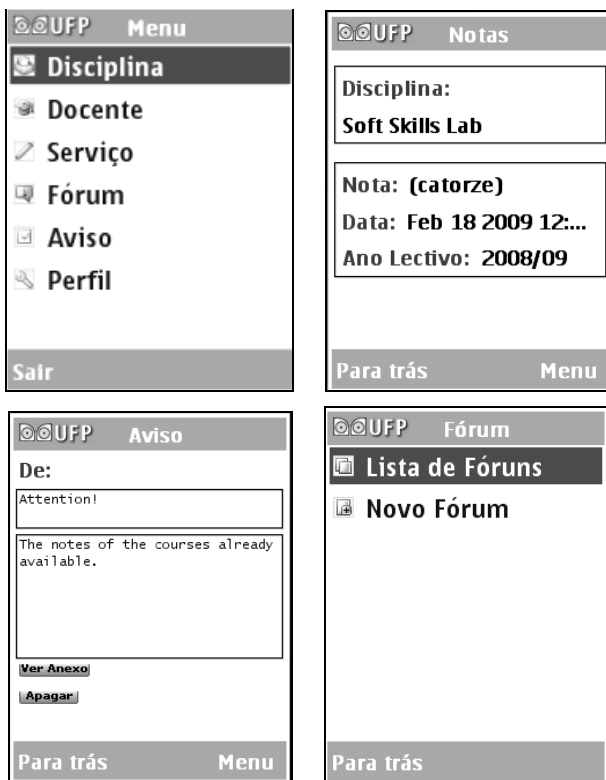 UFP Menu
Disciplina
Docente
Serviço
Fórum
Aviso
Perfil
Sair
UFP Notas
Disciplina:
Soft Skills Lab
Nota: (catorze)
Data: Feb 18 2009 12:...
Ano Lectivo: 2008/09
Para trás Menu
UFP Aviso
De:
Attention!
The notes of the courses already
available.
Ver Anexo
Apagar
Para trás Menu
UFP Fórum
Lista de Fóruns
Novo Fórum
Para trás